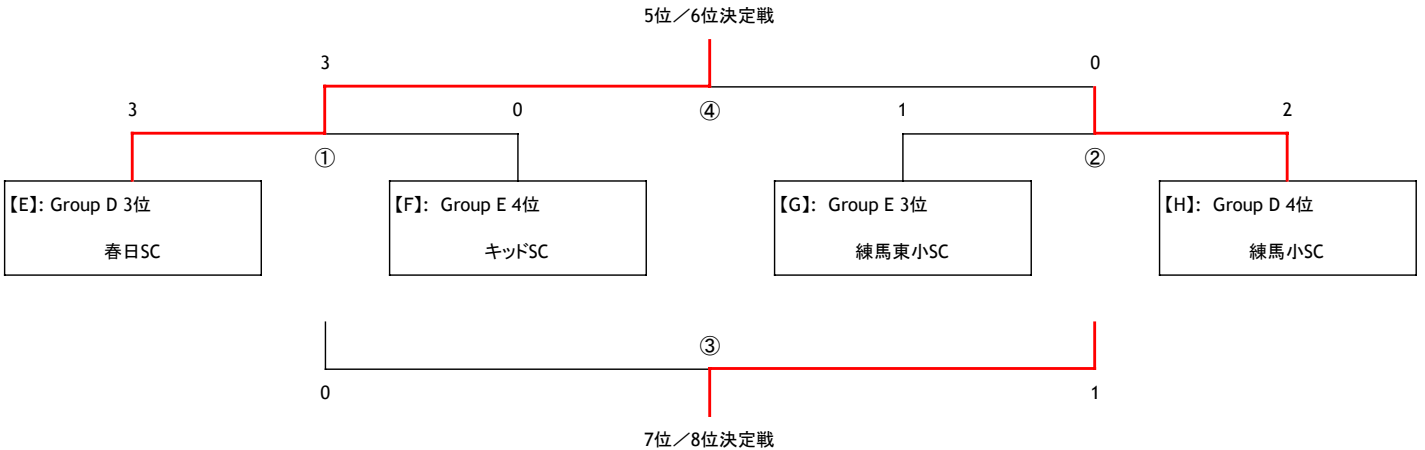 5位／6位決定戦
3
0
3
0
④
1
2
①
②
【E】: Group D 3位
春日SC
【F】: Group E 4位
キッドSC
【G】: Group E 3位
練馬東小SC
【H】: Group D 4位
練馬小SC
③
0
1
7位／8位決定戦